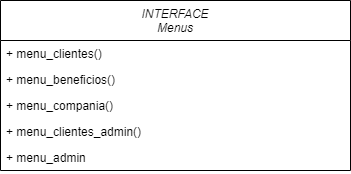 INTERFACE
Menus
+ menu_clientes()
+ menu_beneficios()
+ menu_compania()
+ menu_clientes_admin()
+ menu_admin